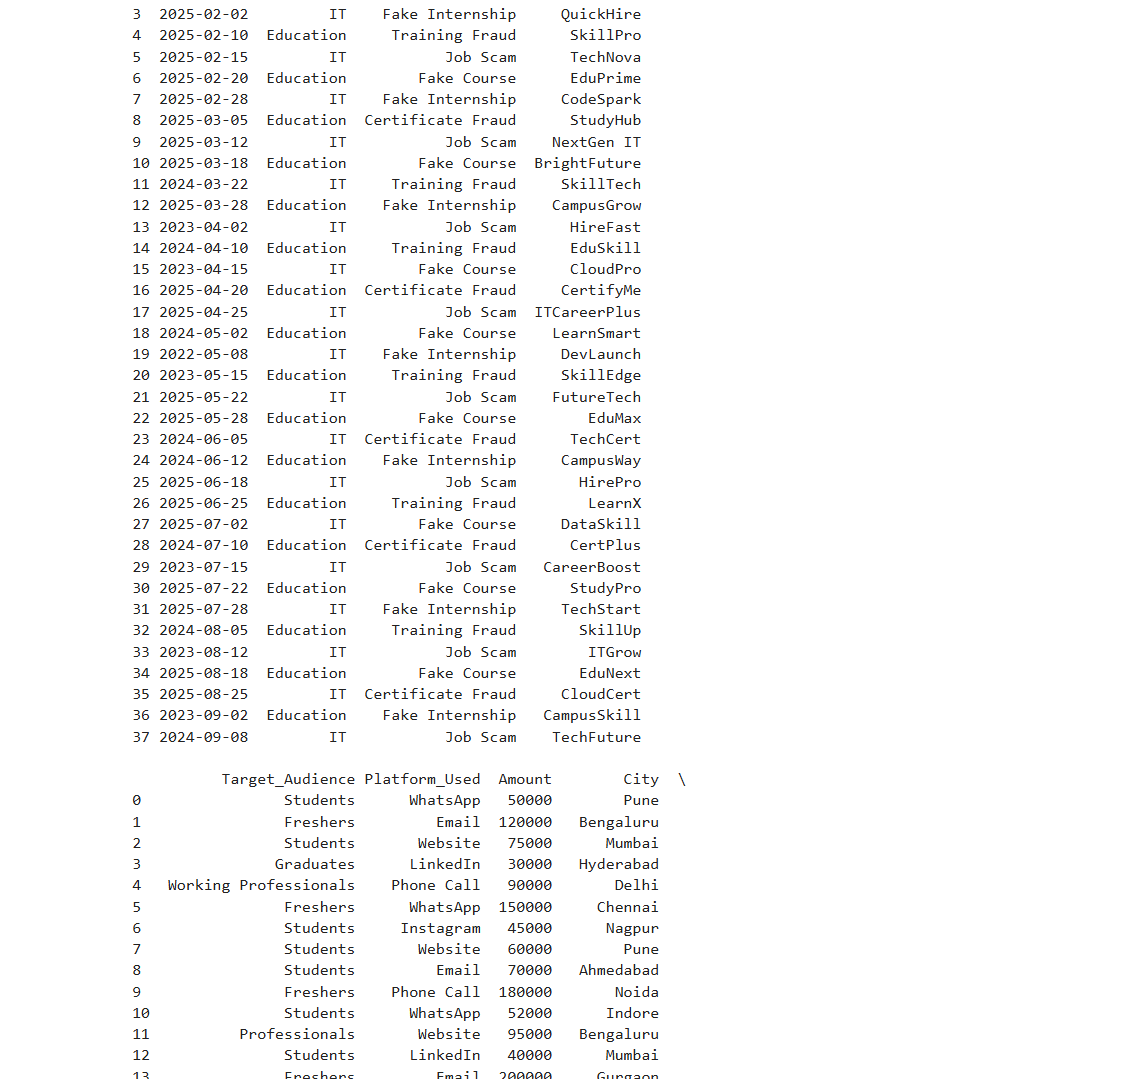 3  2025-02-02         IT    Fake Internship     QuickHire
4  2025-02-10  Education     Training Fraud      SkillPro
5  2025-02-15         IT           Job Scam      TechNova
6  2025-02-20  Education        Fake Course      EduPrime
7  2025-02-28         IT    Fake Internship     CodeSpark
8  2025-03-05  Education  Certificate Fraud      StudyHub
9  2025-03-12         IT           Job Scam    NextGen IT
10 2025-03-18  Education        Fake Course  BrightFuture
11 2024-03-22         IT     Training Fraud     SkillTech
12 2025-03-28  Education    Fake Internship    CampusGrow
13 2023-04-02         IT           Job Scam      HireFast
14 2024-04-10  Education     Training Fraud      EduSkill
15 2023-04-15         IT        Fake Course      CloudPro
16 2025-04-20  Education  Certificate Fraud     CertifyMe
17 2025-04-25         IT           Job Scam  ITCareerPlus
18 2024-05-02  Education        Fake Course    LearnSmart
19 2022-05-08         IT    Fake Internship     DevLaunch
20 2023-05-15  Education     Training Fraud     SkillEdge
21 2025-05-22         IT           Job Scam    FutureTech
22 2025-05-28  Education        Fake Course        EduMax
23 2024-06-05         IT  Certificate Fraud      TechCert
24 2024-06-12  Education    Fake Internship     CampusWay
25 2025-06-18         IT           Job Scam       HirePro
26 2025-06-25  Education     Training Fraud        LearnX
27 2025-07-02         IT        Fake Course     DataSkill
28 2024-07-10  Education  Certificate Fraud      CertPlus
29 2023-07-15         IT           Job Scam   CareerBoost
30 2025-07-22  Education        Fake Course      StudyPro
31 2025-07-28         IT    Fake Internship     TechStart
32 2024-08-05  Education     Training Fraud       SkillUp
33 2023-08-12         IT           Job Scam        ITGrow
34 2025-08-18  Education        Fake Course       EduNext
35 2025-08-25         IT  Certificate Fraud     CloudCert
36 2023-09-02  Education    Fake Internship   CampusSkill
37 2024-09-08         IT           Job Scam    TechFuture
Target_Audience Platform_Used  Amount        City  \
0                Students      WhatsApp   50000       Pune
1                Freshers         Email  120000  Bengaluru
2                Students       Website   75000     Mumbai
3               Graduates      LinkedIn   30000  Hyderabad
4   Working Professionals    Phone Call   90000      Delhi
5                Freshers      WhatsApp  150000    Chennai
6                Students     Instagram   45000     Nagpur
7                Students       Website   60000       Pune
8                Students         Email   70000  Ahmedabad
9                Freshers    Phone Call  180000      Noida
10               Students      WhatsApp   52000     Indore
11          Professionals       Website   95000  Bengaluru
12               Students      LinkedIn   40000     Mumbai
13               Freshers         Email  200000    Gurgaon